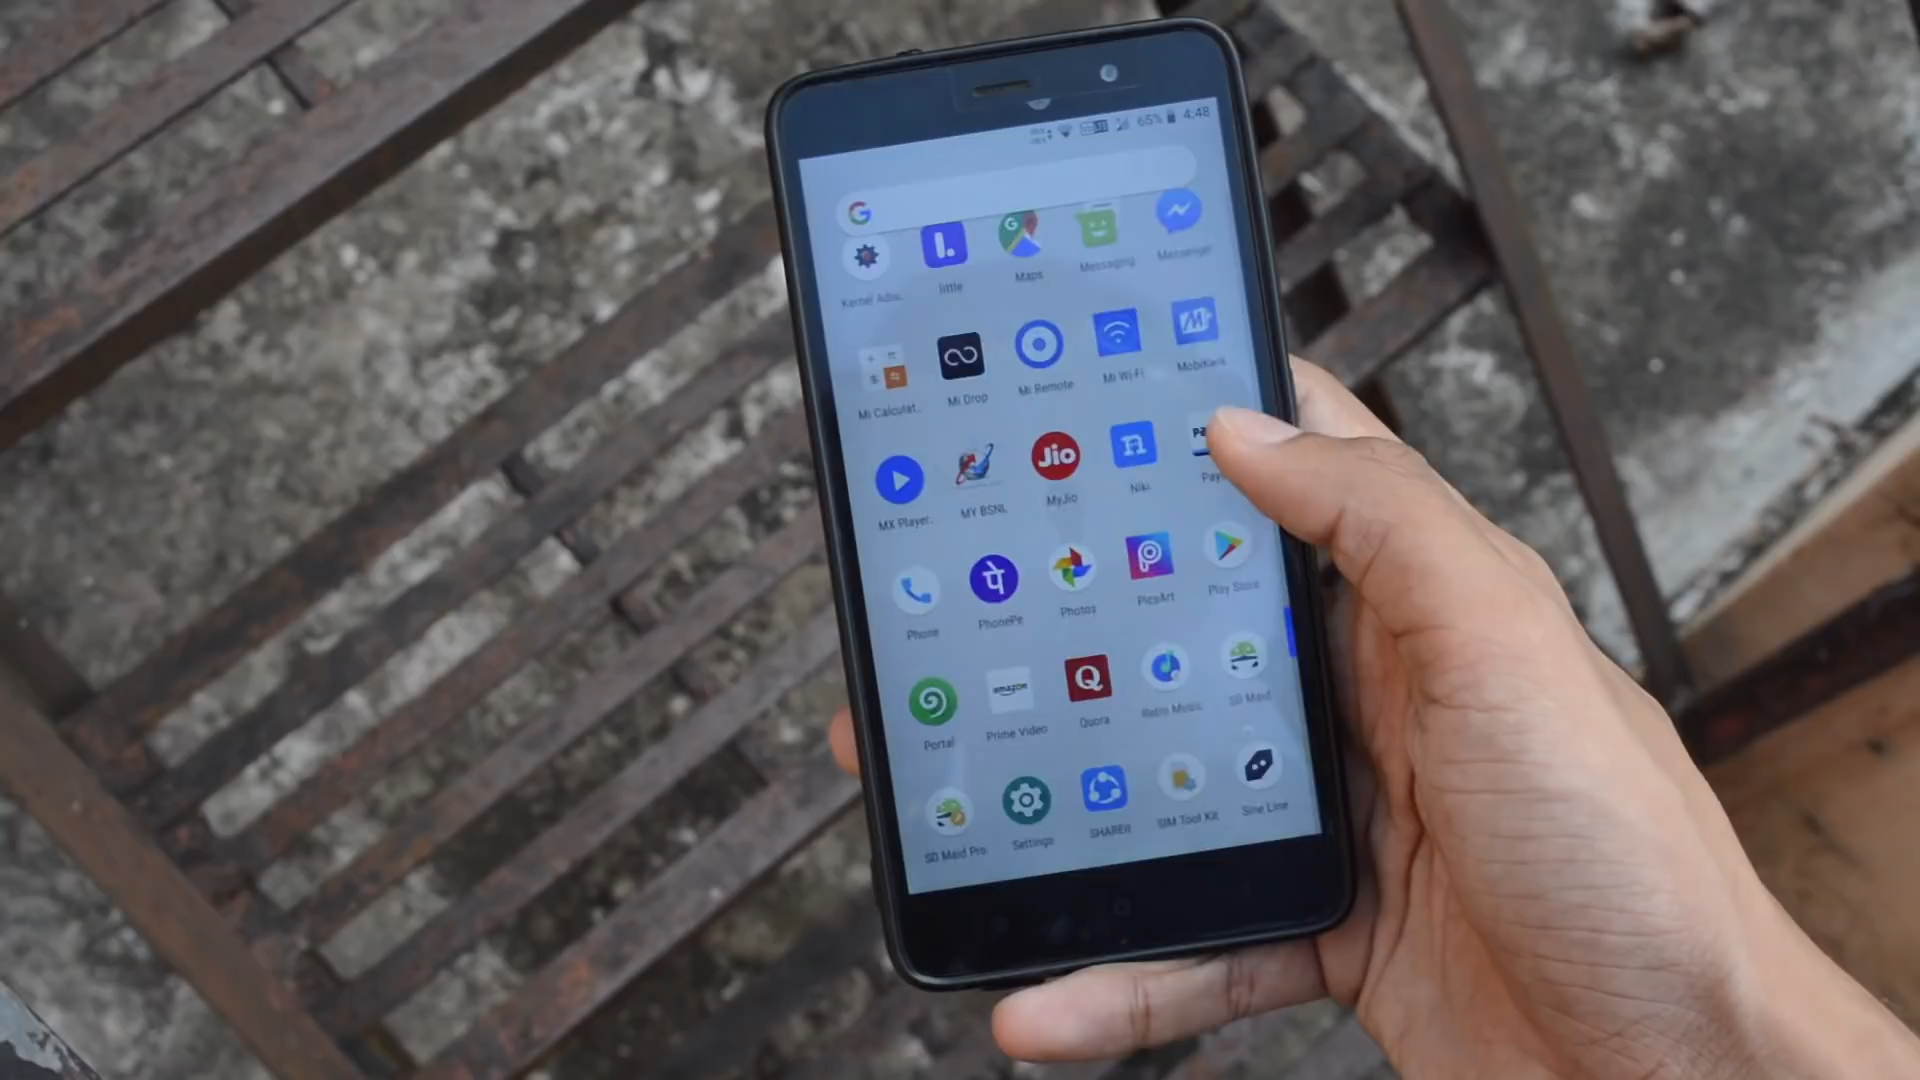 65% 4:48
G
Kernel Adiu..
l.
little
G
Maps
Messaging
Messenger
Mi Calculat..
Mi Drop
Mi Remote
Mi Wi-Fi
MobiKwik
MX Player..
MY BSNL
Jio
MyJio
n
Niki
Pa
Pay
Phone
पे
PhonePe
Photos
P
PicsArt
Play Store
Portal
amazon
Prime Video
Q
Quora
Retro Music
SD Maid
SD Maid Pro
Settings
SHAREit
SIM Tool Kit
Sine Line